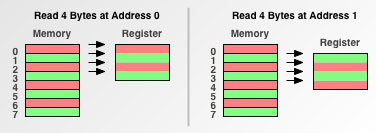 Read 4 Bytes at Address 0
Memory
Register
0
1
2
3
4
5
6
7
Read 4 Bytes at Address 1
Memory
Register
0
1
2
3
4
5
6
7